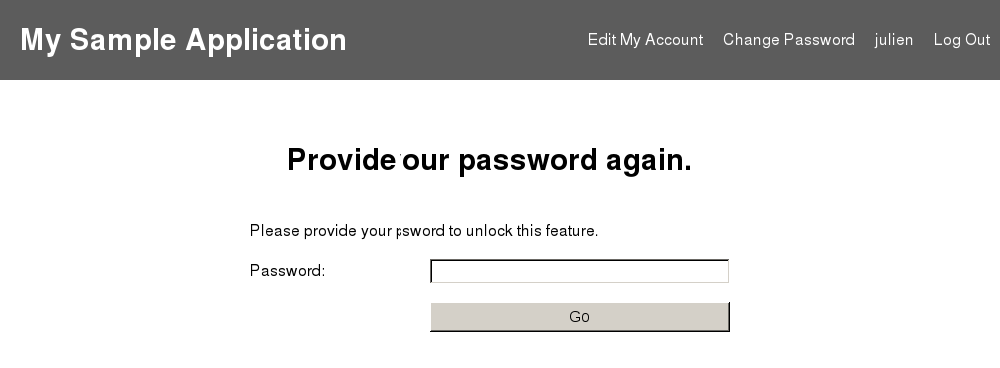 My Sample Application
Edit My Account Change Password julien Log Out
Provide our password again.
Please provide your psword to unlock this feature.
Password:
Go